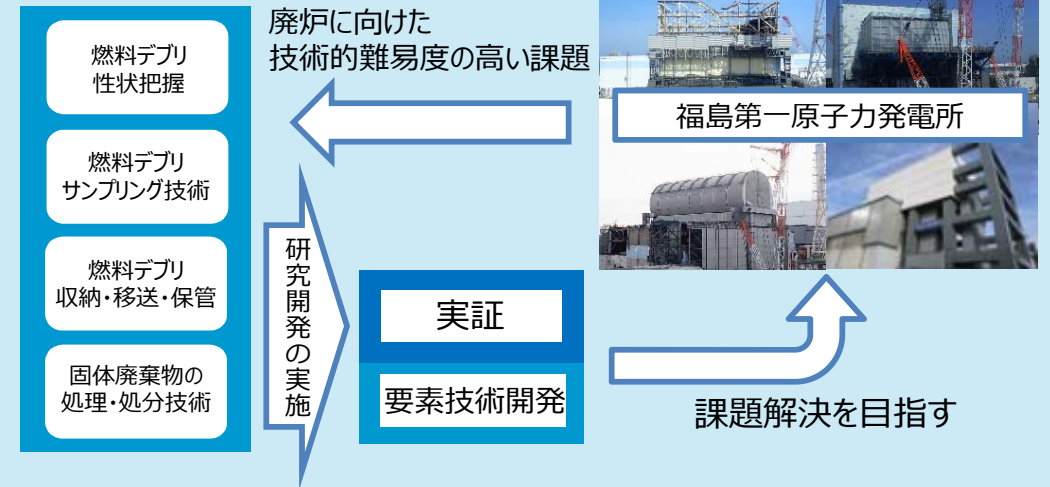 廃炉に向けた
技術的難易度の高い課題
福島第一原子力発電所
燃料デブリ
性状把握
燃料デブリ
サンプリング技術
燃料デブリ
収納・移送・保管
固体廃棄物の
処理・処分技術
研究開発の実施
実証
要素技術開発
課題解決を目指す